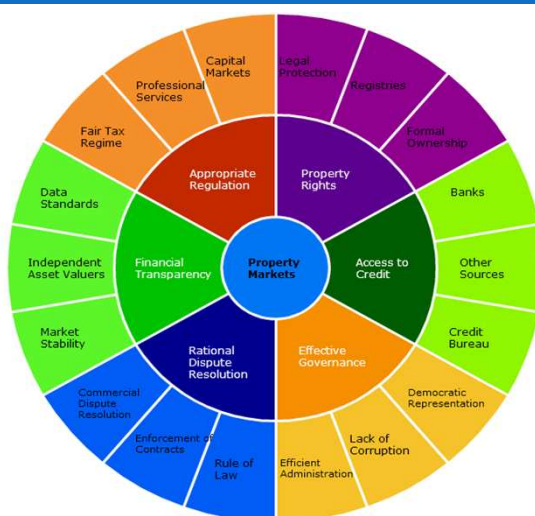 Capital
Markets
Legal
Protection
Professional
Services
Registries
Fair Tax
Regime
Formal
Ownership
Appropriate
Regulation
Property
Rights
Data
Standards
Banks
Independent
Asset Valuers
Financial
Transparency
Property
Markets
Access to
Credit
Other
Sources
Market
Stability
Credit
Bureau
Rational
Dispute
Resolution
Effective
Governance
Commercial
Dispute
Resolution
Democratic
Representation
Enforcement of
Contracts
Lack of
Corruption
Rule of
Law
Efficient
Administration